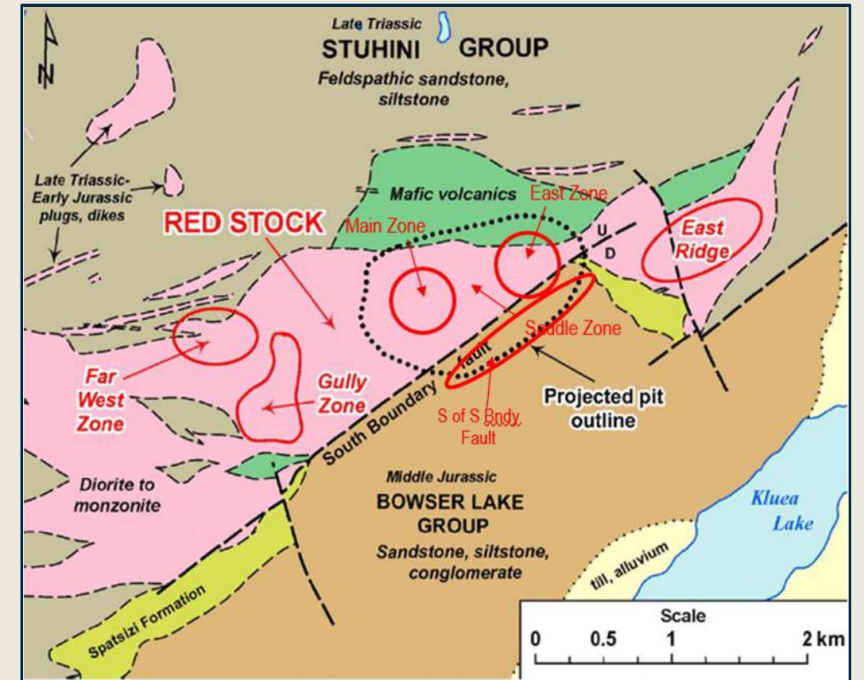 Late Triassic
STUHINI GROUP
Feldspathic sandstone,
siltstone
N
Late Triassic-
Early Jurassic
plugs, dikes
Mafic volcanics
East Zone
RED STOCK
Main Zone
U
D
East
Ridge
Saddle Zone
Far
West
Zone
Gully
Zone
South Boundary fault
Projected pit
outline
S of S Bndy
Fault
Diorite to
monzonite
Middle Jurassic
BOWSER LAKE
GROUP
Sandstone, siltstone,
conglomerate
Kluea
Lake
till, alluvium
Spatsizi Formation
Scale
0 0.5 1 2 km